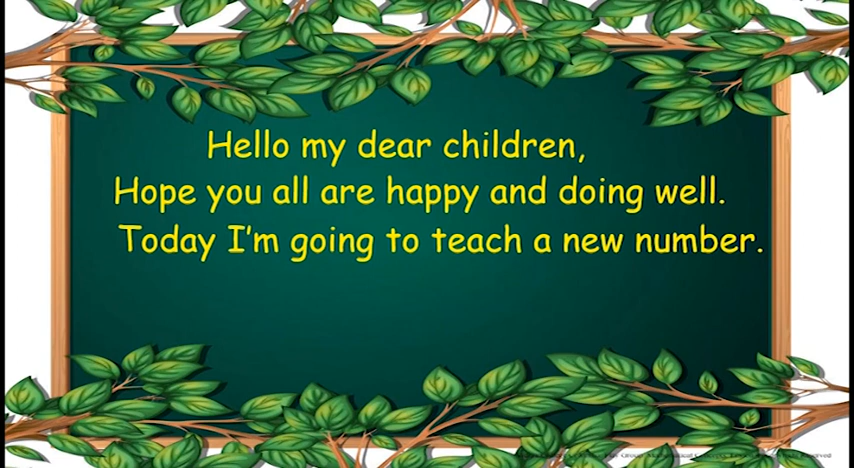 Hello my dear children,
Hope you all are happy and doing well.
Today I'm going to teach a new number.